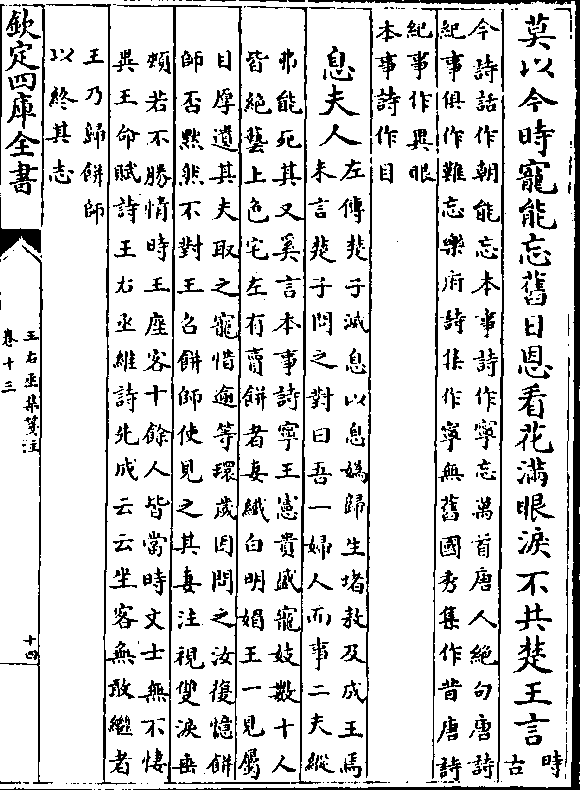 莫以今時寵能忘舊日恩看花滿眼淚不共楚王言
時
古
今詩話作朝能忘本事詩作寧忘萬首唐人絶句唐詩
紀事俱作難忘樂府詩集作寧無舊國秀集作昔唐詩
紀事作異眼
本事詩作目
息夫人
左傳楚子滅息以息嬀歸生堵敖及成王焉
未言楚子問之對曰吾一婦人而事二夫縱
弗能死其又奚言本事詩寧王憲貴盛寵妓數十人
皆絶藝上色宅左有賣餅者妻纎白明媚王一見屬
目厚遺其夫取之寵惜逾等環歲因問之汝復憶餅
師否黙然不對王召餅師使見之其妻注視雙淚垂
頰若不勝情時王座客十餘人皆當時文士無不悽
異王命賦詩王右丞維詩先成云云坐客無敢繼者
王乃歸餅師
以終其志
欽定四庫全書
王右丞集箋注
卷十三
十四